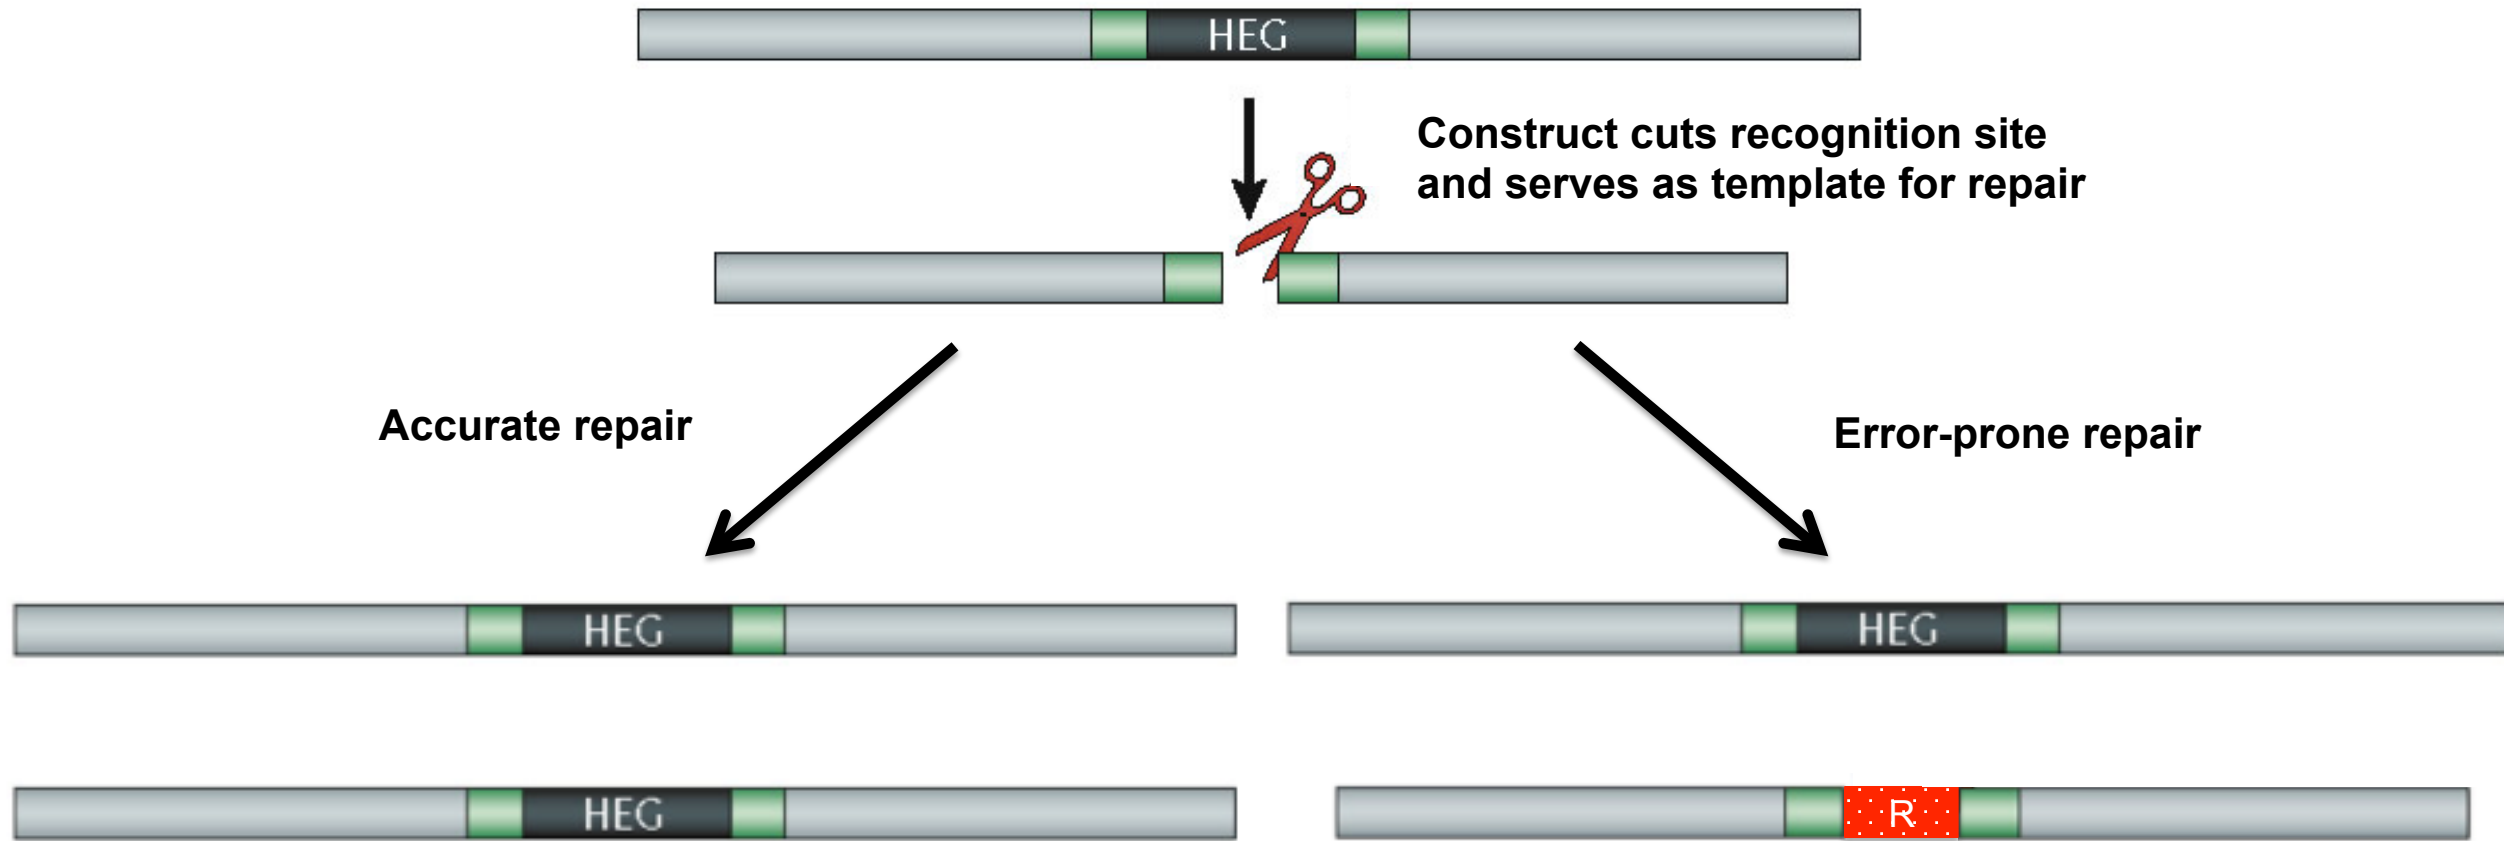 HEG
Construct cuts recognition site
and serves as template for repair
Accurate repair
Error-prone repair
HEG
HEG
HEG
R